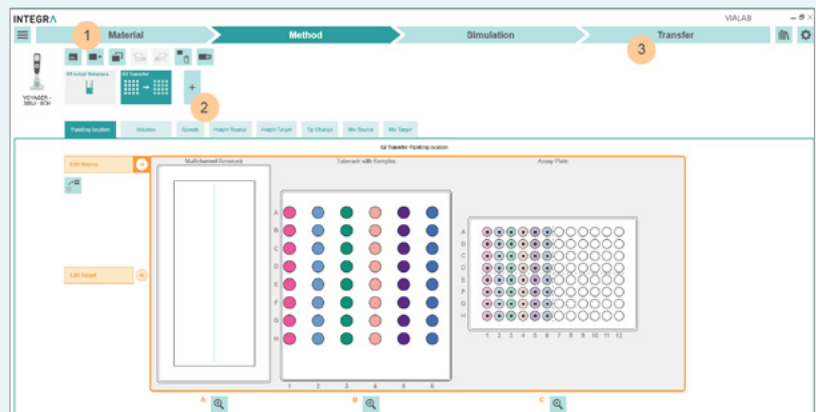 INTEGRA
VIALAB
1 Material
Method
Simulation
3 Transfer
02 Transfer
VOYAGER -
300µl - 8CH
+
2
Pipetting location
Volumes
Speeds
Height Source
Height Target
Tip Change
Mix Source
Mix Target
02 Transfer Pipetting location
Edit Source
Multichannel Reservoir
Tuberack with Samples
Assay Plate
A
B
C
D
E
F
G
H
A
B
C
D
E
F
G
H
Edit Target
1 2 3 4 5 6 7 8 9 10 11 12
1 2 3 4 5 6
A
B
C